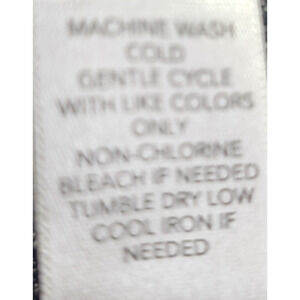 MACHINE WASH
COLD
GENTLE CYCLE
WITH LIKE COLORS
ONLY
NON-CHLORINE
BLEACH IF NEEDED
TUMBLE DRY LOW
COOL IRON IF
NEEDED